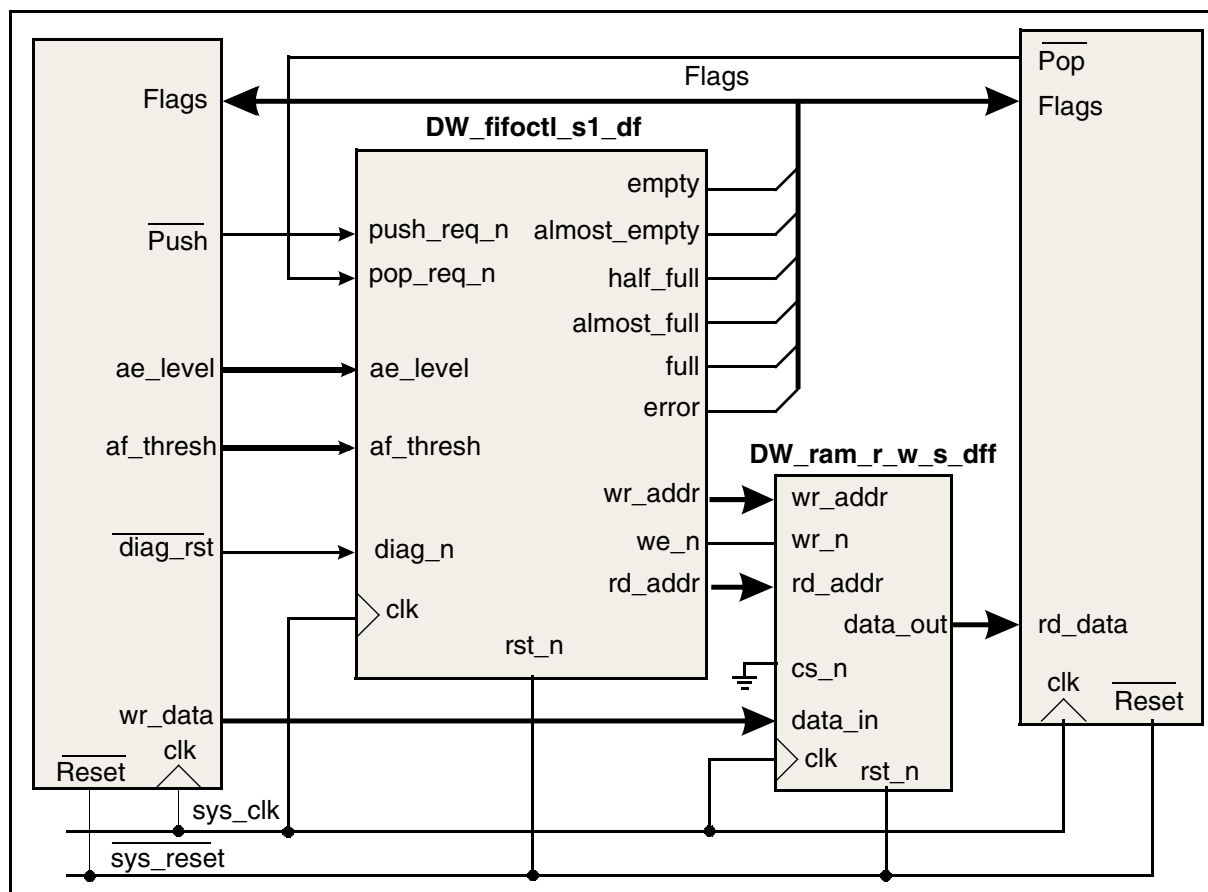 Pop
Flags
Flags
Flags
DW_fifoctl_s1_df
empty
Push
push_req_n
almost_empty
pop_req_n
half_full
almost_full
ae_level
ae_level
full
error
af_thresh
af_thresh
DW_ram_r_w_s_dff
wr_addr
wr_addr
diag_rst
diag_n
we_n
wr_n
rd_addr
rd_addr
clk
data_out
rd_data
rst_n
cs_n
clk
Reset
wr_data
data_in
clk
clk
Reset
rst_n
sys_clk
sys_reset